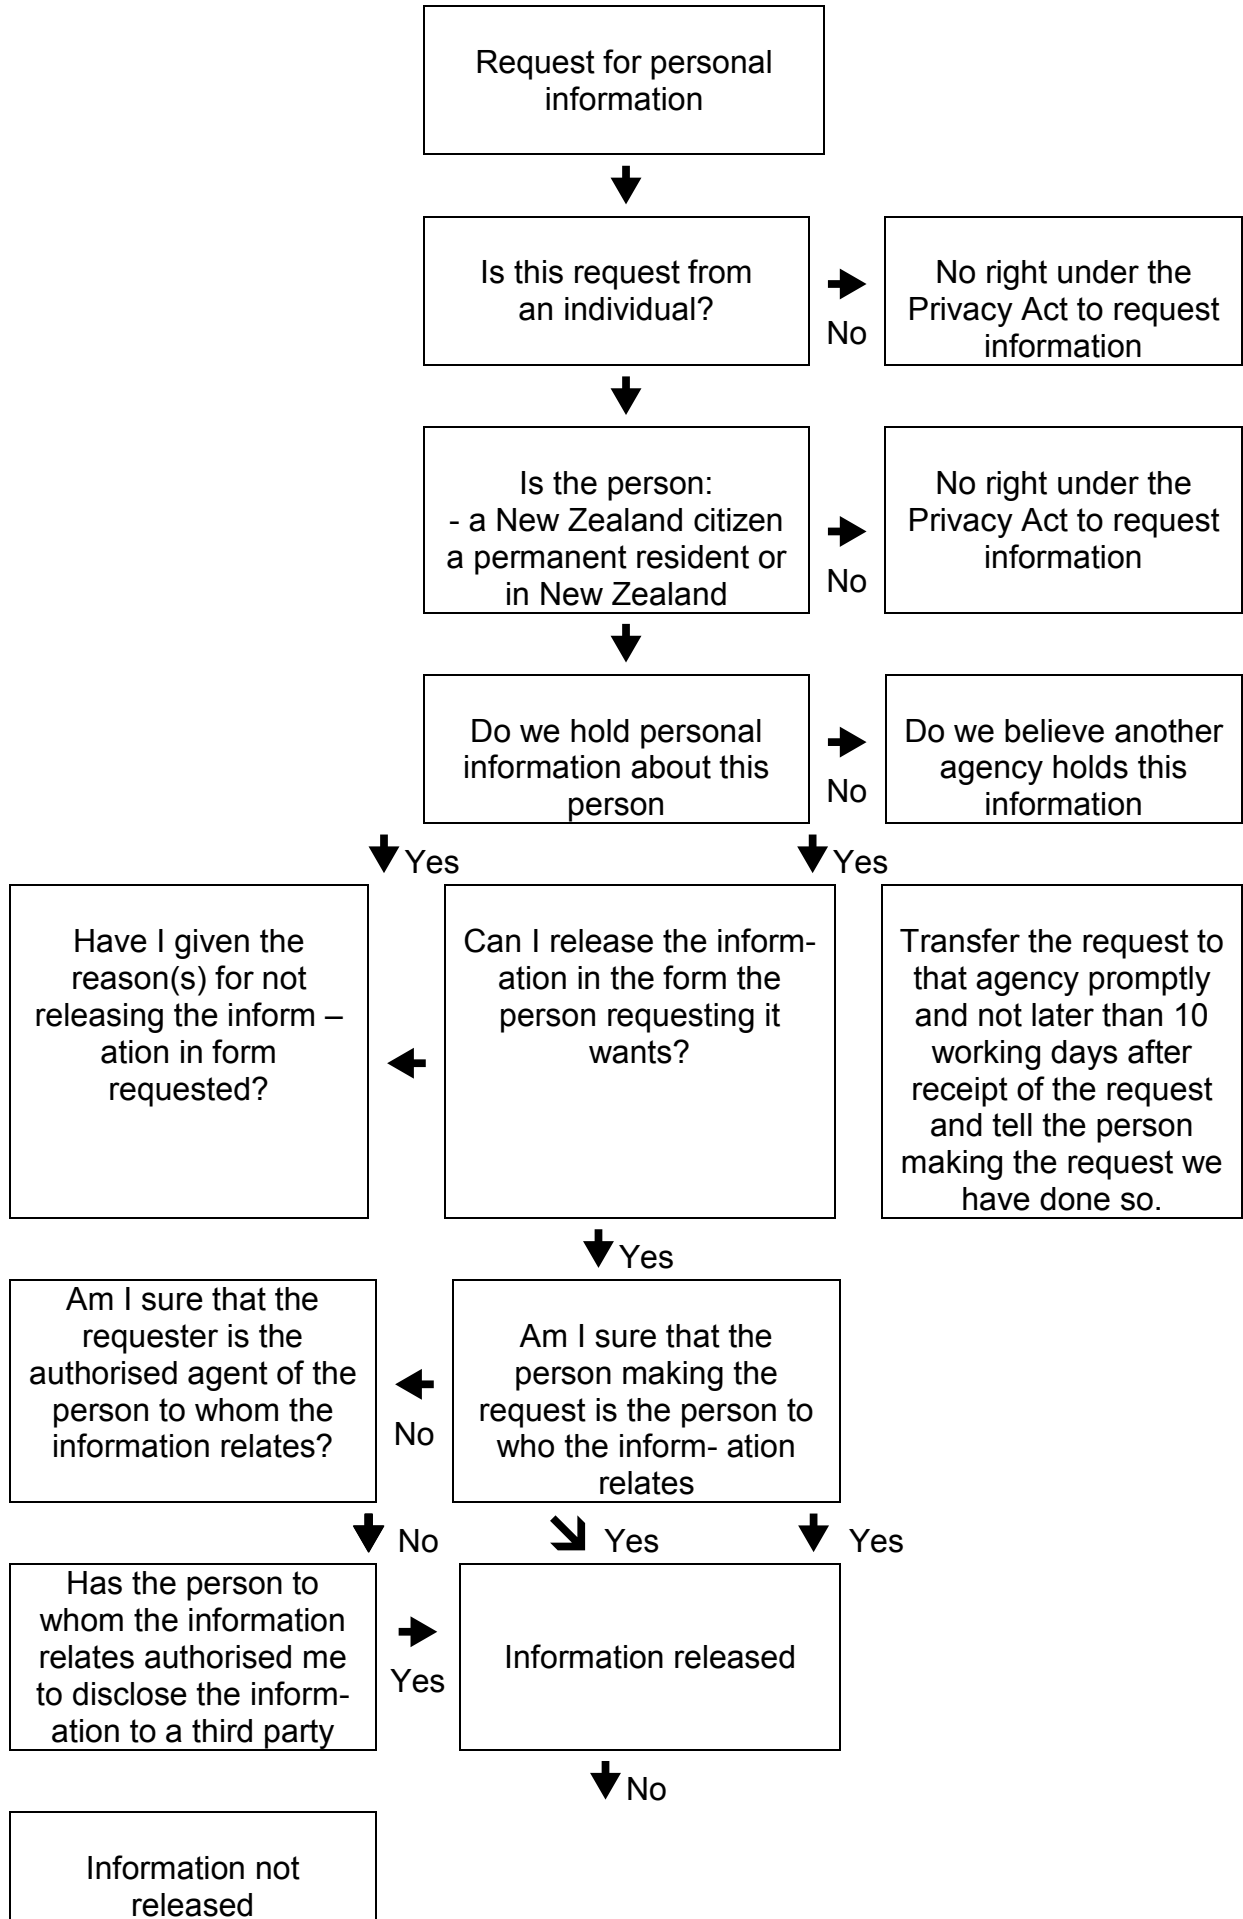 Request for personal
information
Is this request from
an individual?
No
No right under the
Privacy Act to request
information
Is the person:
- a New Zealand citizen
a permanent resident or
in New Zealand
No
No right under the
Privacy Act to request
information
Do we hold personal
information about this
person
No
Do we believe another
agency holds this
information
Yes
Yes
Have I given the
reason(s) for not
releasing the inform –
ation in form
requested?
Can I release the inform-
ation in the form the
person requesting it
wants?
Transfer the request to
that agency promptly
and not later than 10
working days after
receipt of the request
and tell the person
making the request we
have done so.
Yes
Am I sure that the
requester is the
authorised agent of the
person to whom the
information relates?
No
Am I sure that the
person making the
request is the person to
who the inform- ation
relates
No
Yes
Yes
Has the person to
whom the information
relates authorised me
to disclose the inform-
ation to a third party
Yes
Information released
No
Information not
released